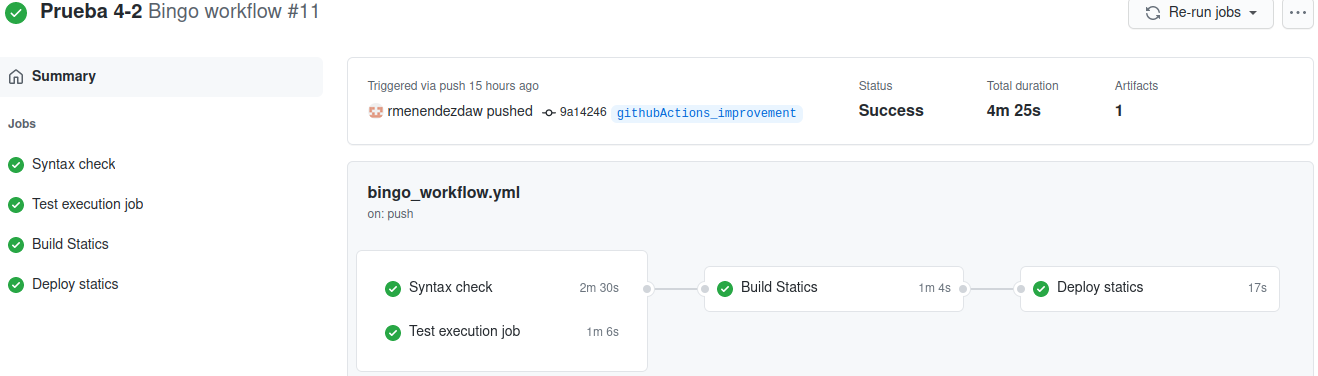 Prueba 4-2 Bingo workflow #11
Re-run jobs
Summary
Jobs
Syntax check
Test execution job
Build Statics
Deploy statics
Triggered via push 15 hours ago
rmenendezdaw pushed 9a14246 githubActions_improvement
Status
Success
Total duration
4m 25s
Artifacts
1
bingo_workflow.yml
on: push
Syntax check 2m 30s
Test execution job 1m 6s
Build Statics 1m 4s
Deploy statics 17s